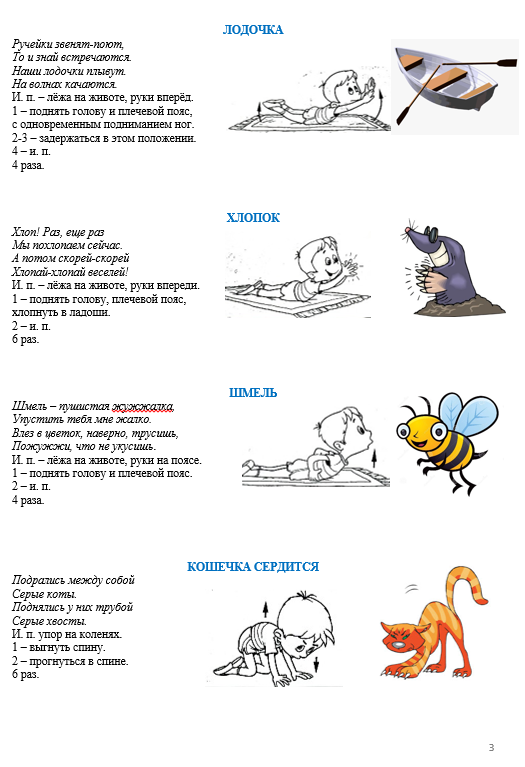 ЛОДОЧКА
Ручейки звенят-поют,
То и знай встречаются.
Наши лодочки плывут.
На волнах качаются.
И. п. – лёжа на животе, руки вперёд.
1 – поднять голову и плечевой пояс,
с одновременным подниманием ног.
2-3 – задержаться в этом положении.
4 – и. п.
4 раза.
ХЛОПОК
Хлоп! Раз, еще раз
Мы похлопаем сейчас.
А потом скорей-скорей
Хлопай-хлопай веселей!
И. п. – лёжа на животе, руки впереди.
1 – поднять голову, плечевой пояс,
хлопнуть в ладоши.
2 – и. п.
6 раз.
ШМЕЛЬ
Шмель – пушистая жужжалка,
Упустить тебя мне жалко.
Влез в цветок, наверно, трусишь,
Пожужжи, что не укусишь.
И. п. – лёжа на животе, руки на поясе.
1 – поднять голову и плечевой пояс.
2 – и. п.
4 раза.
КОШЕЧКА СЕРДИТСЯ
Подрались между собой
Серые коты.
Поднялись у них трубой
Серые хвосты.
И. п. упор на коленях.
1 – выгнуть спину.
2 – прогнуться в спине.
6 раз.
3